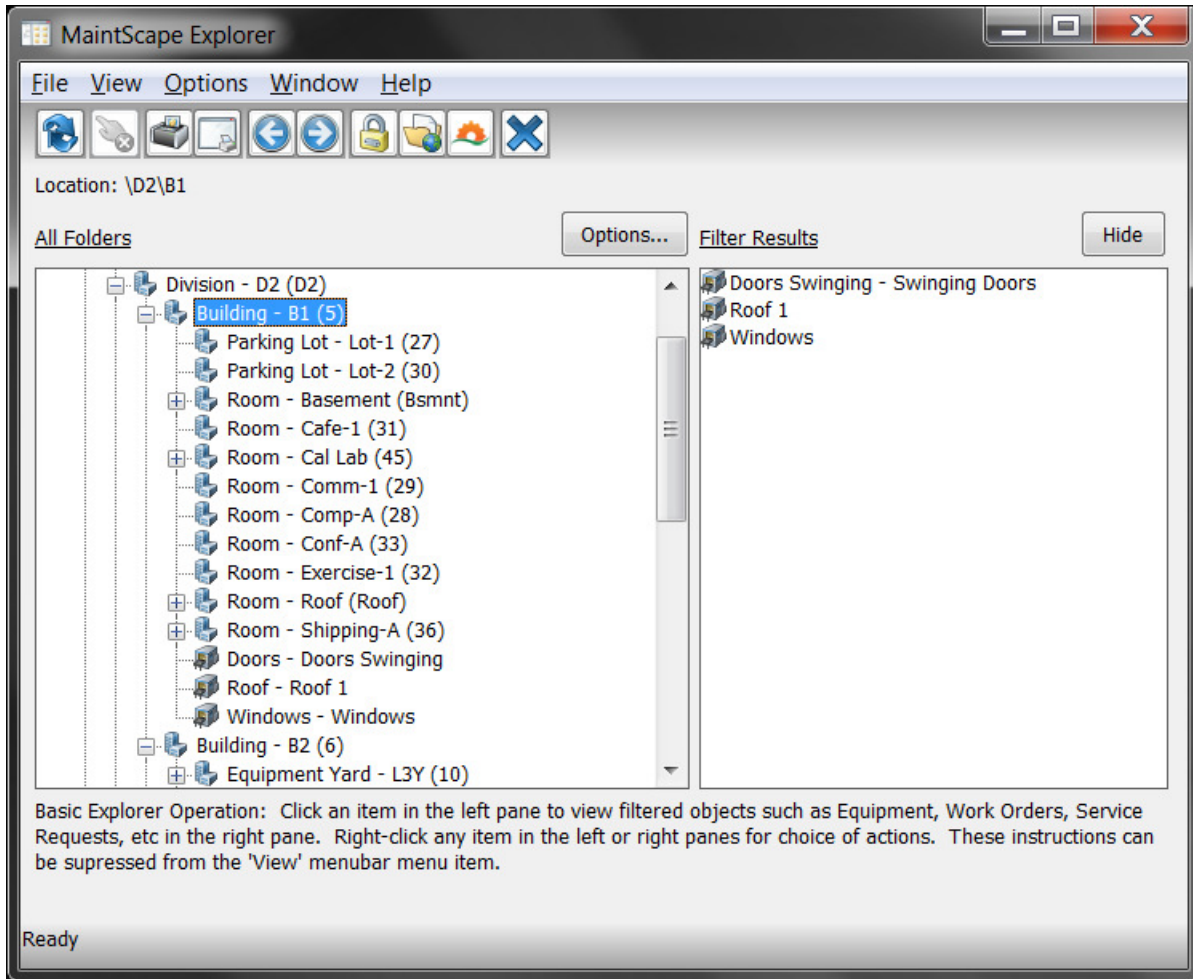 MaintScape Explorer
File View Options Window Help
Location: \D2\B1
All Folders
Options...
Filter Results
Hide
Division - D2 (D2)
Building - B1 (5)
Parking Lot - Lot-1 (27)
Parking Lot - Lot-2 (30)
Room - Basement (Bsmnt)
Room - Cafe-1 (31)
Room - Cal Lab (45)
Room - Comm-1 (29)
Room - Comp-A (28)
Room - Conf-A (33)
Room - Exercise-1 (32)
Room - Roof (Roof)
Room - Shipping-A (36)
Doors - Doors Swinging
Roof - Roof 1
Windows - Windows
Building - B2 (6)
Equipment Yard - L3Y (10)
Doors Swinging - Swinging Doors
Roof 1
Windows
Basic Explorer Operation:  Click an item in the left pane to view filtered objects such as Equipment, Work Orders, Service
Requests, etc in the right pane.  Right-click any item in the left or right panes for choice of actions.  These instructions can
be supressed from the 'View' menubar menu item.
Ready